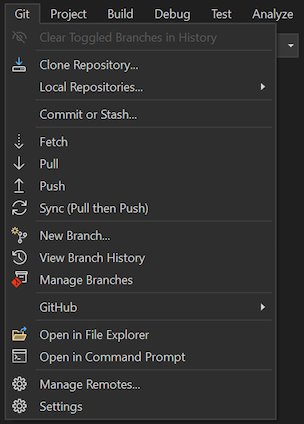 Git Project Build Debug Test Analyze
Clear Toggled Branches in History
Clone Repository...
Local Repositories...
Commit or Stash...
Fetch
Pull
Push
Sync (Pull then Push)
New Branch...
View Branch History
Manage Branches
GitHub
Open in File Explorer
Open in Command Prompt
Manage Remotes...
Settings